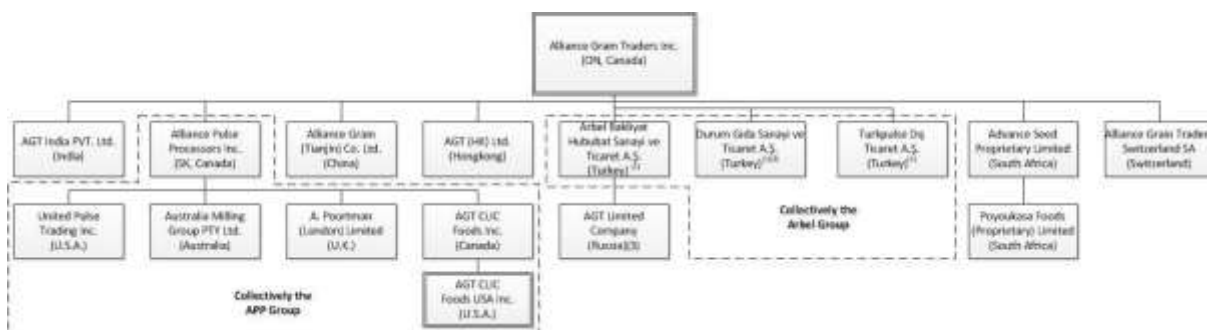 Alliance Grain Traders Inc.
(ON, Canada)
AGT India PVT. Ltd.
(India)
Alliance Pulse
Processors Inc.
(SK, Canada)
Alliance Grain
(Tianjin) Co. Ltd.
(China)
AGT (HK) Ltd.
(Hongkong)
Arbel Bakliyat
Hububat Sanayi ve
Ticaret A.Ş.
(Turkey)
Durum Gida Sanayi ve
Ticaret A.Ş.
(Turkey)
Turkpulse Dış
Ticaret A.Ş.
(Turkey)
Advance Seed
Proprietary Limited
(South Africa)
Alliance Grain Traders
Switzerland SA
(Switzerland)
United Pulse
Trading Inc.
(U.S.A.)
Australia Milling
Group PTY Ltd.
(Australia)
A. Poortman
(London) Limited
(U.K.)
AGT CLIC
Foods Inc.
(Canada)
AGT Limited
Company
(Russia)(3)
Collectively the
Arbel Group
Poyoukasa Foods
(Proprietary) Limited
(South Africa)
Collectively the
APP Group
AGT CLIC
Foods USA Inc.
(U.S.A.)